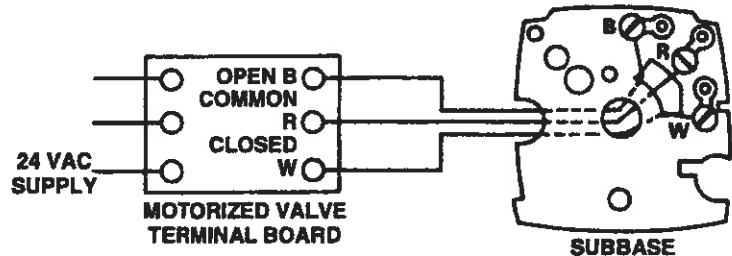 OPEN B
COMMON
R
CLOSED
W
24 VAC
SUPPLY
MOTORIZED VALVE
TERMINAL BOARD
B
R
W
SUBBASE